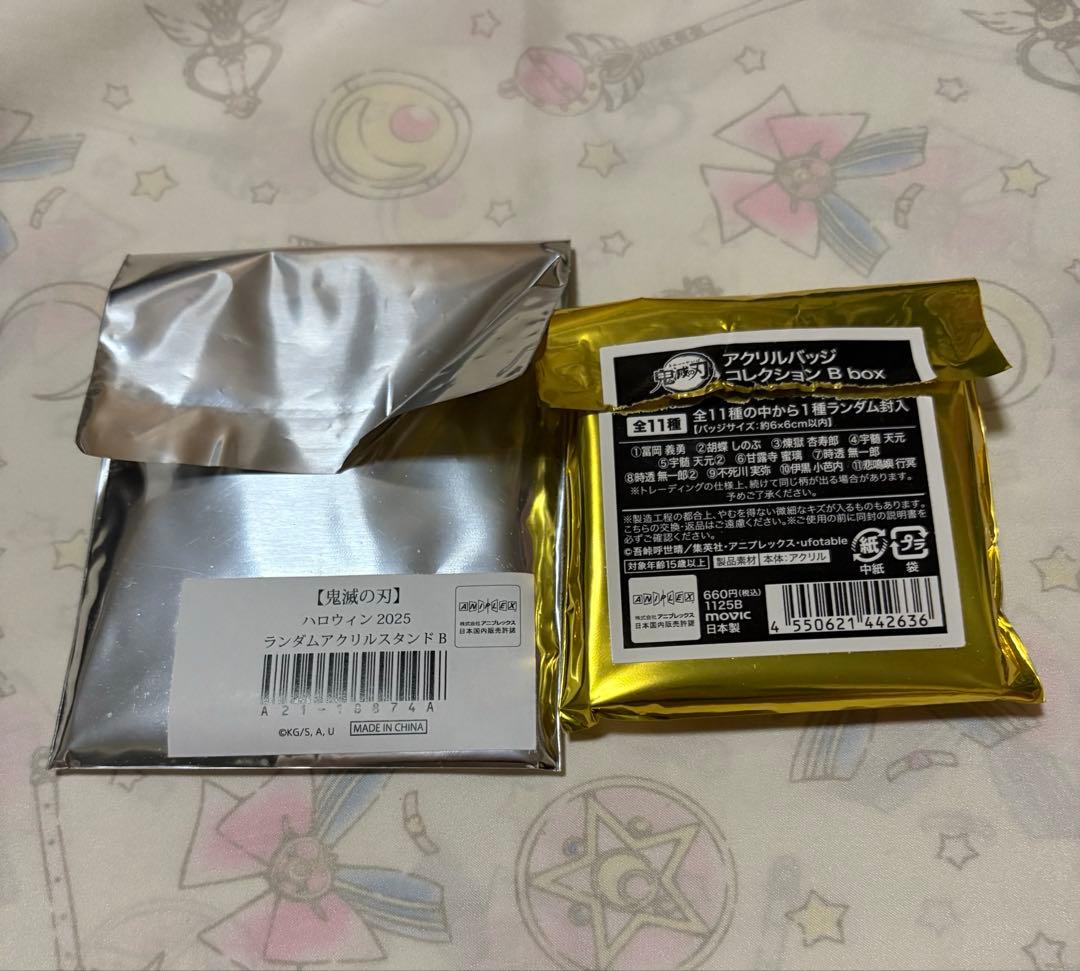 【鬼滅の刃】
ハロウィン 2025
ランダムアクリルスタンド B
A21-18874A
©KG/S, A, U
MADE IN CHINA
ANIPLEX
株式会社アニプレックス
日本国内販売許諾
鬼滅の刃
アクリルバッジ
コレクション B box
全11種
全11種の中から1種ランダム封入
【バッジサイズ:約6×6cm以内】
①冨岡 義勇 ②胡蝶 しのぶ ③煉獄 杏寿郎 ④宇髄 天元
⑤宇髄 天元② ⑥甘露寺 蜜璃 ⑦時透 無一郎
⑧時透 無一郎② ⑨不死川 実弥 ⑩伊黒 小芭内 ⑪悲鳴嶼 行冥
※トレーディングの仕様上、続けて同じ柄が出る場合があります。
予めご了承ください。
※製造工程の都合上、やむを得ない微細なキズが入るものもあります。
こちらの交換・返品はご遠慮ください。※ご使用の前に同封の説明書を
必ずご確認ください。
©吾峠呼世晴/集英社・アニプレックス・ufotable
対象年齢15歳以上 製品素材 本体:アクリル
紙
中紙
プラ
袋
ANIPLEX
株式会社アニプレックス
日本国内販売許諾
660円(税込)
1125B
movic
日本製
4 550621 442636